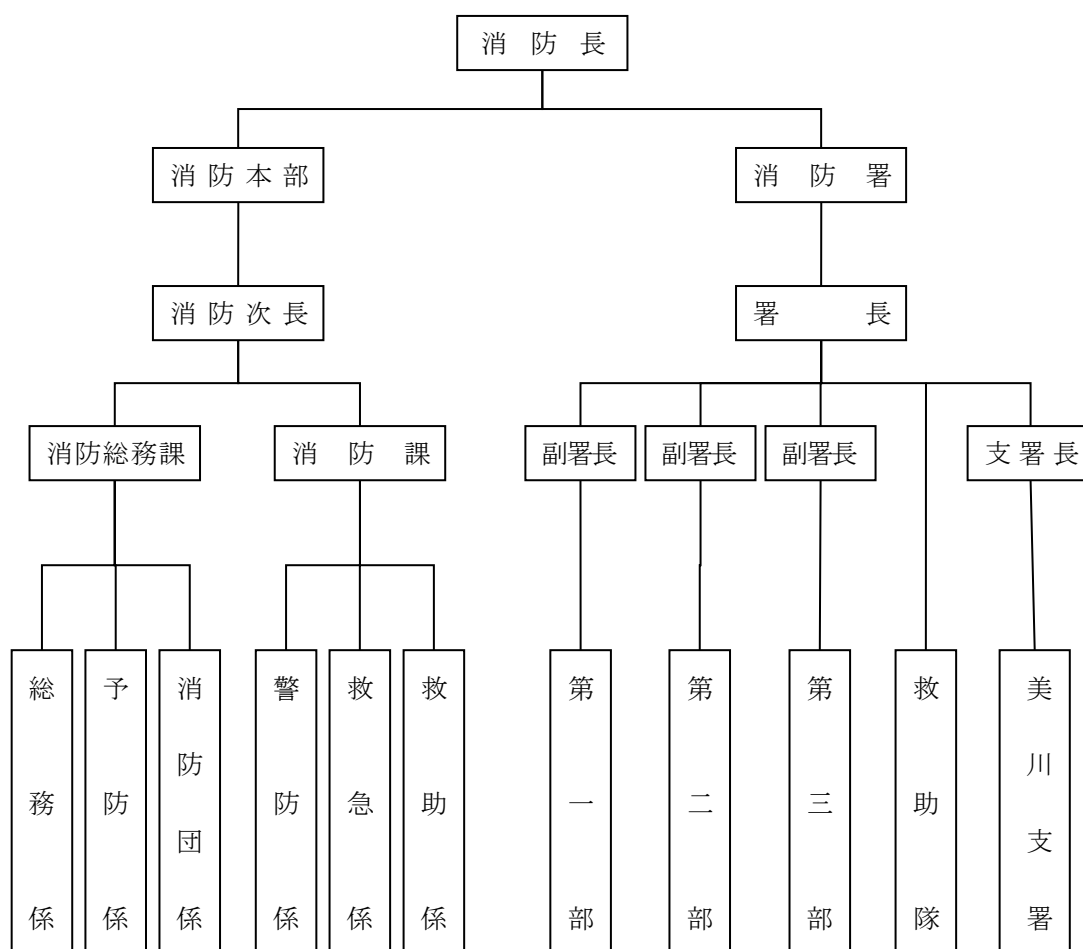 消防長
消防本部
消防署
消防次長
署長
消防総務課
消防課
副署長
副署長
副署長
支署長
総務係
予防係
消防団係
警防係
救急係
救助係
第一部
第二部
第三部
救助隊
美川支署